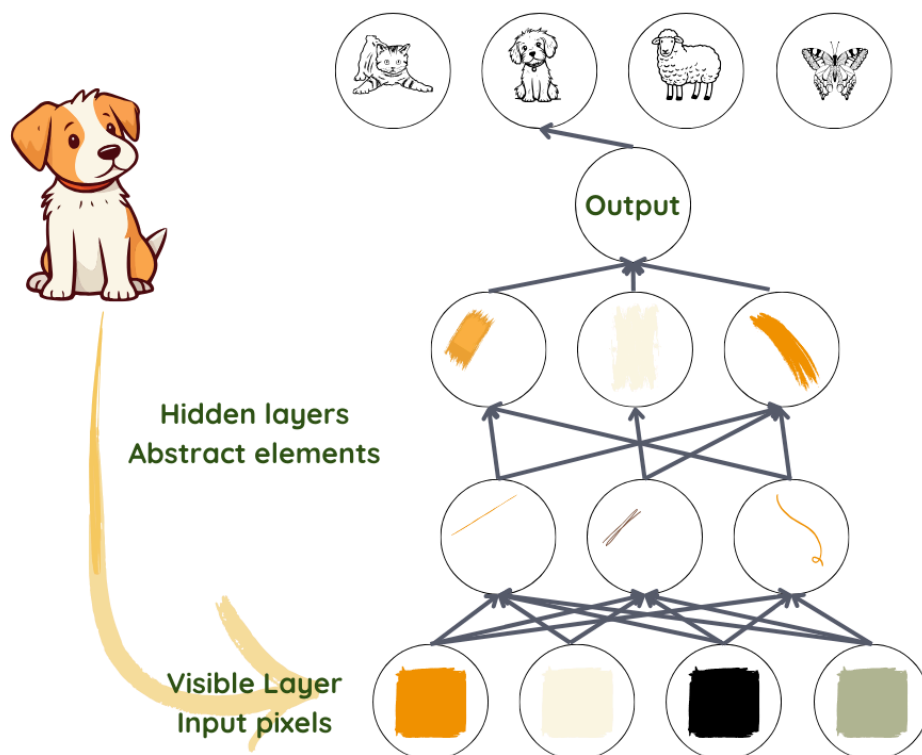 Output
Hidden layers
Abstract elements
Visible Layer
Input pixels